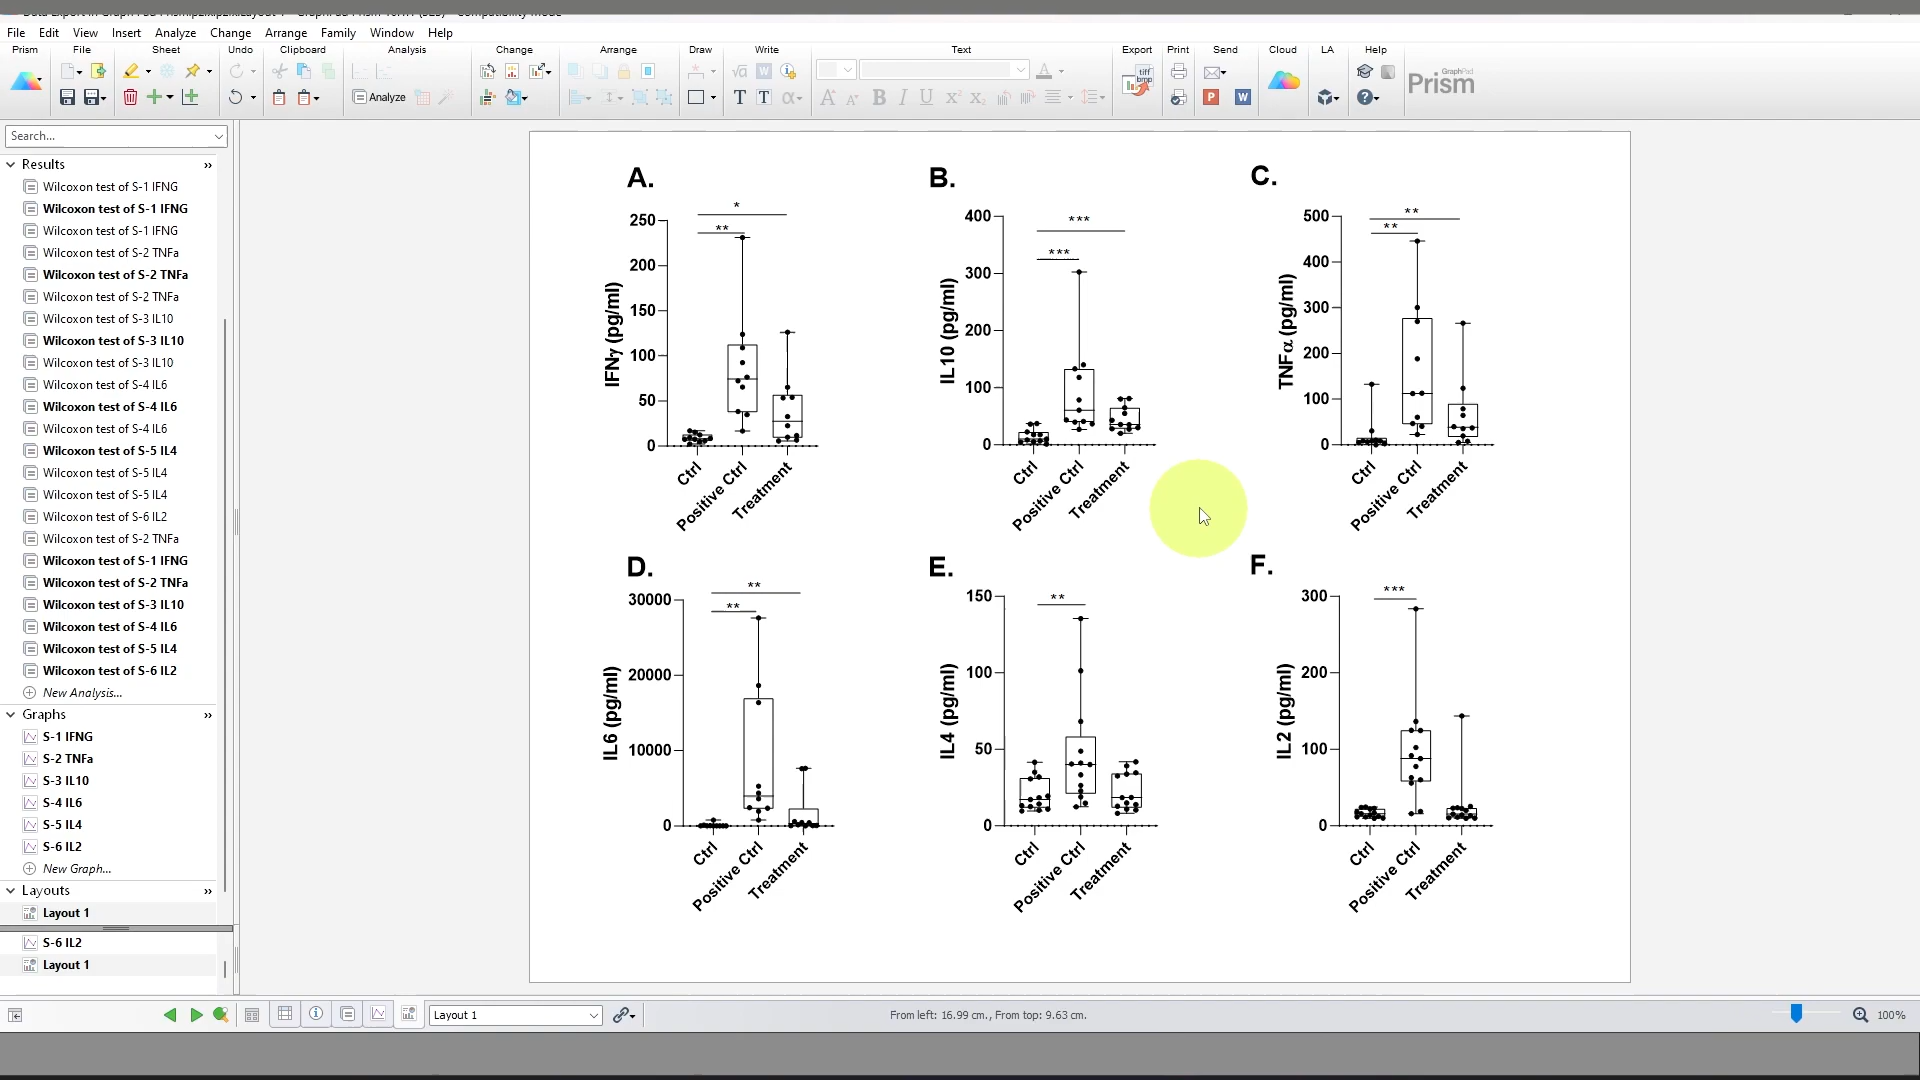 File Edit View Insert Analyze Change Arrange Family Window Help
Prism File Sheet Undo Clipboard Analysis Change Arrange Draw Write Text Export Print Send Cloud LA Help
Analyze
GraphPad
Prism
Search...
Results
Wilcoxon test of S-1 IFNG
Wilcoxon test of S-1 IFNG
Wilcoxon test of S-1 IFNG
Wilcoxon test of S-2 TNFa
Wilcoxon test of S-2 TNFa
Wilcoxon test of S-2 TNFa
Wilcoxon test of S-3 IL10
Wilcoxon test of S-3 IL10
Wilcoxon test of S-3 IL10
Wilcoxon test of S-4 IL6
Wilcoxon test of S-4 IL6
Wilcoxon test of S-4 IL6
Wilcoxon test of S-5 IL4
Wilcoxon test of S-5 IL4
Wilcoxon test of S-5 IL4
Wilcoxon test of S-6 IL2
Wilcoxon test of S-2 TNFa
Wilcoxon test of S-1 IFNG
Wilcoxon test of S-2 TNFa
Wilcoxon test of S-3 IL10
Wilcoxon test of S-4 IL6
Wilcoxon test of S-5 IL4
Wilcoxon test of S-6 IL2
New Analysis...
Graphs
S-1 IFNG
S-2 TNFa
S-3 IL10
S-4 IL6
S-5 IL4
S-6 IL2
New Graph...
Layouts
Layout 1
S-6 IL2
Layout 1
A.
IFNγ (pg/ml)
250
200
150
100
50
0
*
**
Ctrl
Positive Ctrl
Treatment
B.
IL10 (pg/ml)
400
300
200
100
0
***
***
Ctrl
Positive Ctrl
Treatment
C.
TNFα (pg/ml)
500
400
300
200
100
0
**
**
Ctrl
Positive Ctrl
Treatment
D.
IL6 (pg/ml)
30000
20000
10000
0
**
**
Ctrl
Positive Ctrl
Treatment
E.
IL4 (pg/ml)
150
100
50
0
**
Ctrl
Positive Ctrl
Treatment
F.
IL2 (pg/ml)
300
200
100
0
***
Ctrl
Positive Ctrl
Treatment
Layout 1
From left: 16.99 cm., From top: 9.63 cm.
100%